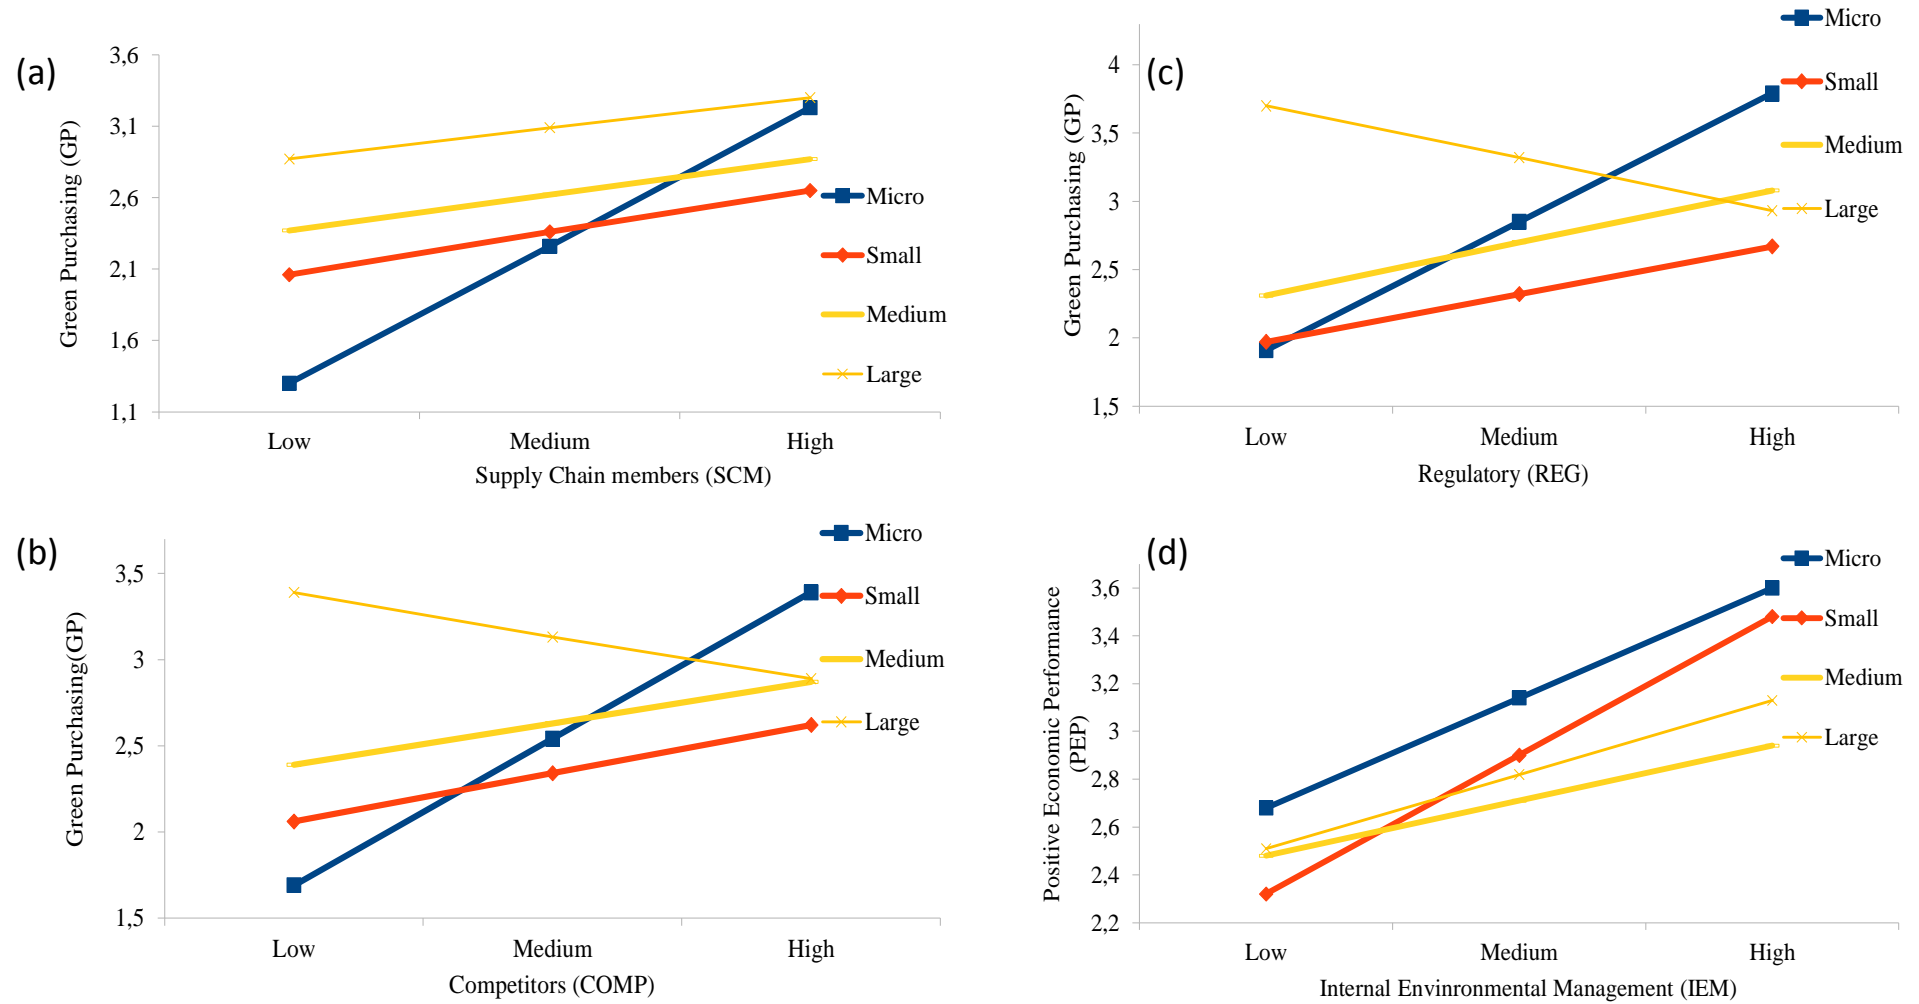 (a)
3,6
3,1
2,6
2,1
1,6
1,1
Green Purchasing (GP)
Low Medium High
Supply Chain members (SCM)
Micro
Small
Medium
Large
(c)
4
3,5
3
2,5
2
1,5
Green Purchasing (GP)
Low Medium High
Regulatory (REG)
Micro
Small
Medium
Large
(b)
3,5
3
2,5
2
1,5
Green Purchasing(GP)
Low Medium High
Competitors (COMP)
Micro
Small
Medium
Large
(d)
3,6
3,4
3,2
3
2,8
2,6
2,4
2,2
Positive Economic Performance
(PEP)
Low Medium High
Internal Envinronmental Management (IEM)
Micro
Small
Medium
Large